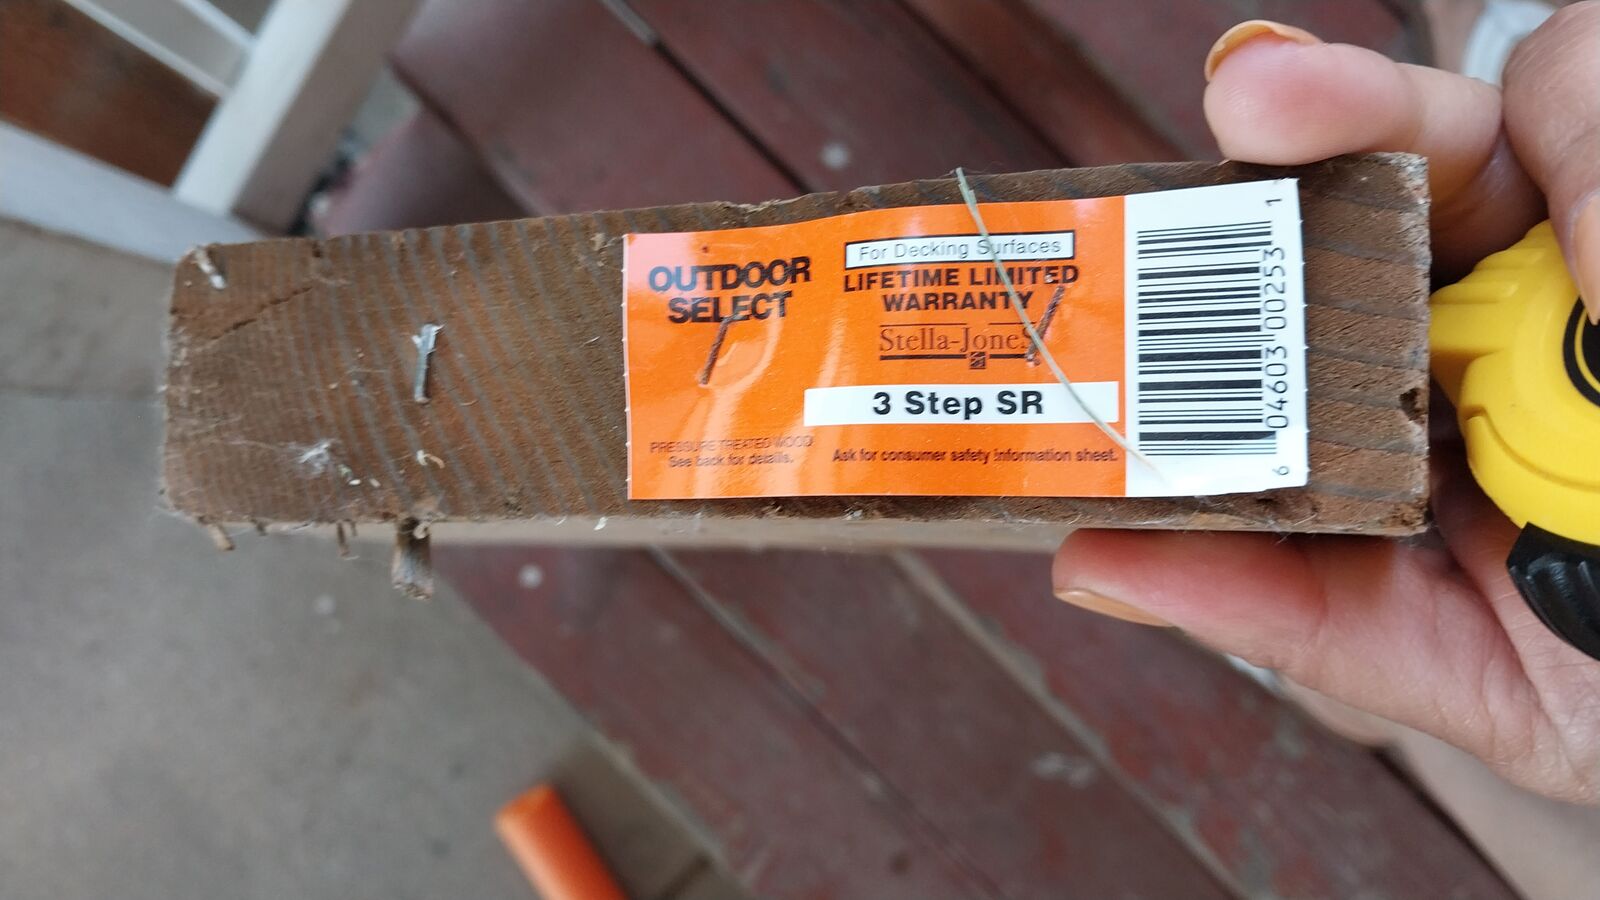 OUTDOOR
SELECT
For Decking Surfaces
LIFETIME LIMITED
WARRANTY
Stella-Jones
SJ
3 Step SR
PRESSURE TREATED WOOD
See back for details.
Ask for consumer safety information sheet.
6 04603 00253 1